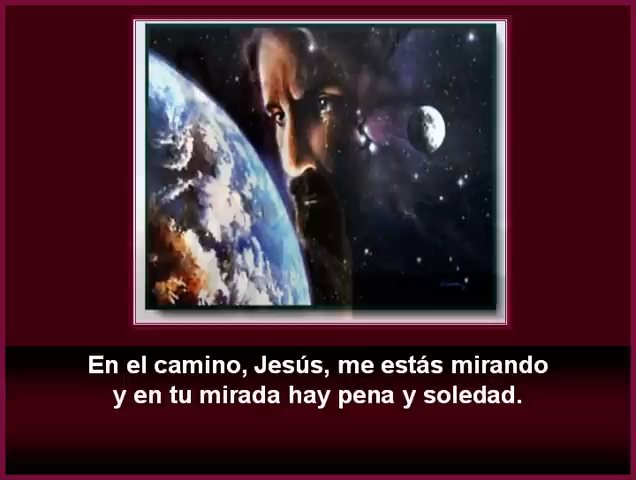 En el camino, Jesús, me estás mirando
y en tu mirada hay pena y soledad.